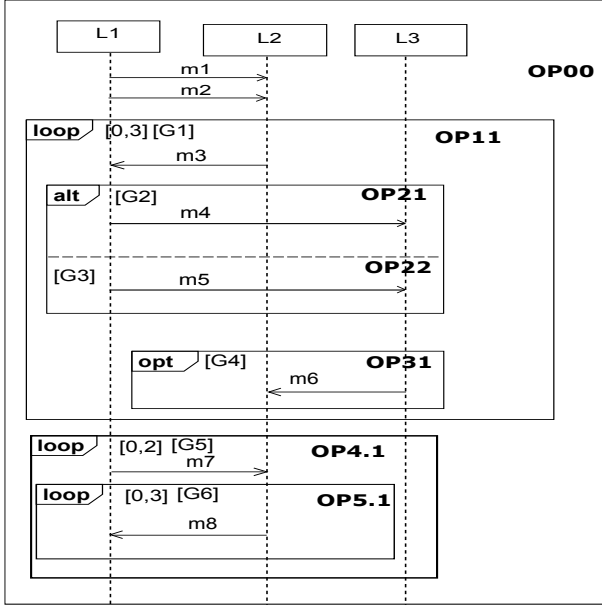 L1 L2 L3
m1
OP00
m2
loop [0,3] [G1] OP11
m3
alt [G2] OP21
m4
OP22
[G3] m5
opt [G4] OP31
m6
loop [0,2] [G5] OP4.1
m7
loop [0,3] [G6] OP5.1
m8